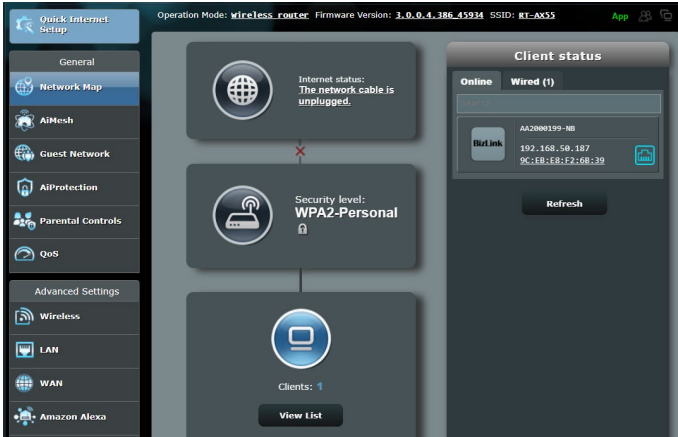 Quick Internet
Setup
Operation Mode: Wireless router Firmware Version: 3.0.0.4.386_45934 SSID: RT-AX55
App
General
Network Map
AiMesh
Guest Network
AiProtection
Parental Controls
QoS
Advanced Settings
Wireless
LAN
WAN
Amazon Alexa
Internet status:
The network cable is
unplugged.
Security level:
WPA2-Personal
Clients: 1
View List
Client status
Online Wired (1)
Search
BizLink
AA2000199-NB
192.168.50.187
9C:EB:E8:F2:6B:39
Refresh